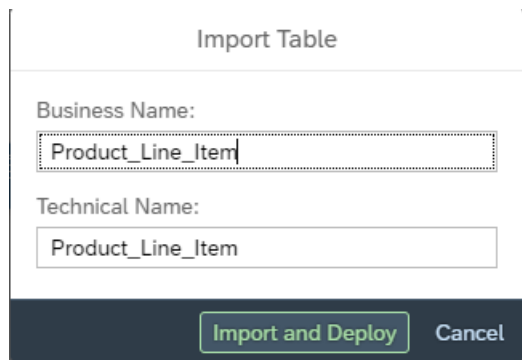 Import Table
Business Name:
Product_Line_Item
Technical Name:
Product_Line_Item
Import and Deploy Cancel